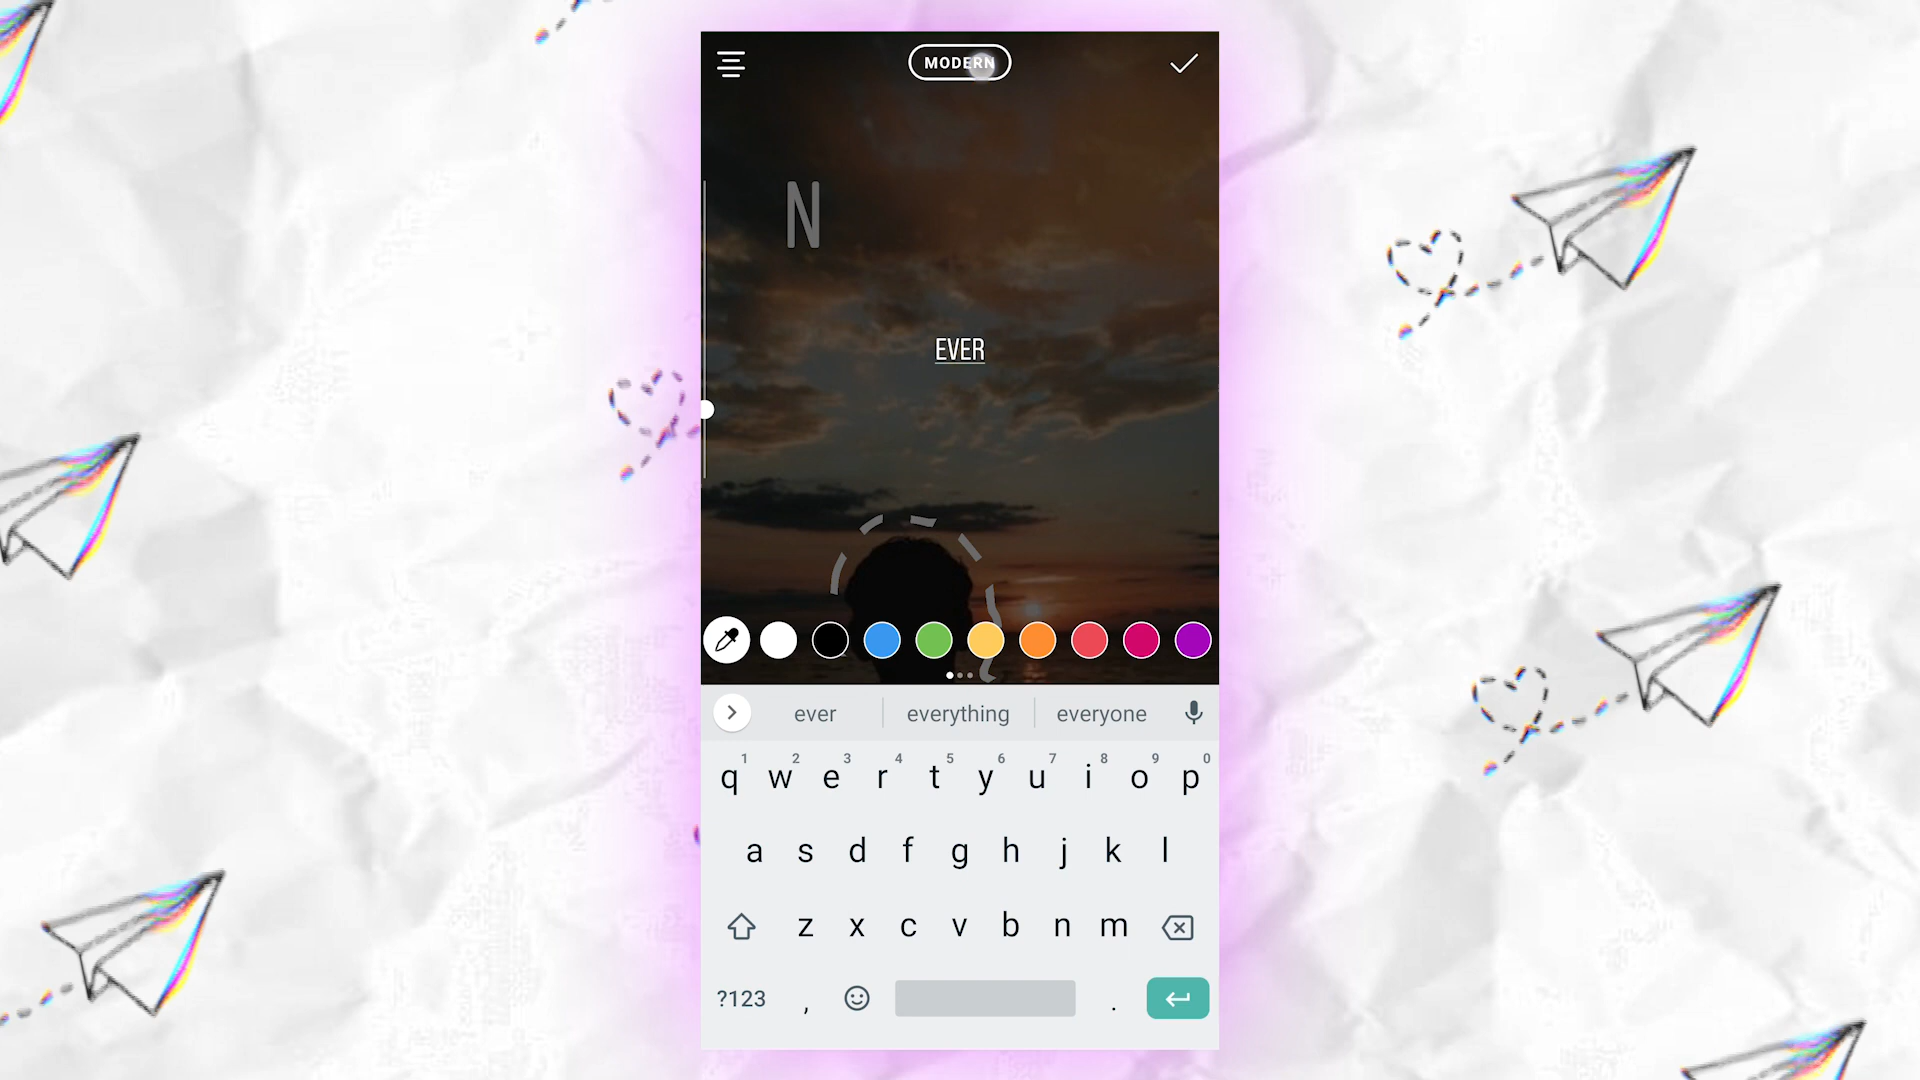 MODERN
N
EVER
ever everything everyone
1 2 3 4 5 6 7 8 9 0
q w e r t y u i o p
a s d f g h j k l
z x c v b n m
?123 , .